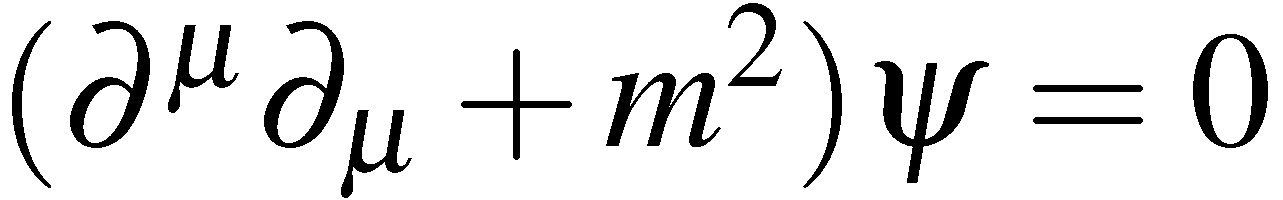 (∂^μ ∂_μ + m²)ψ = 0